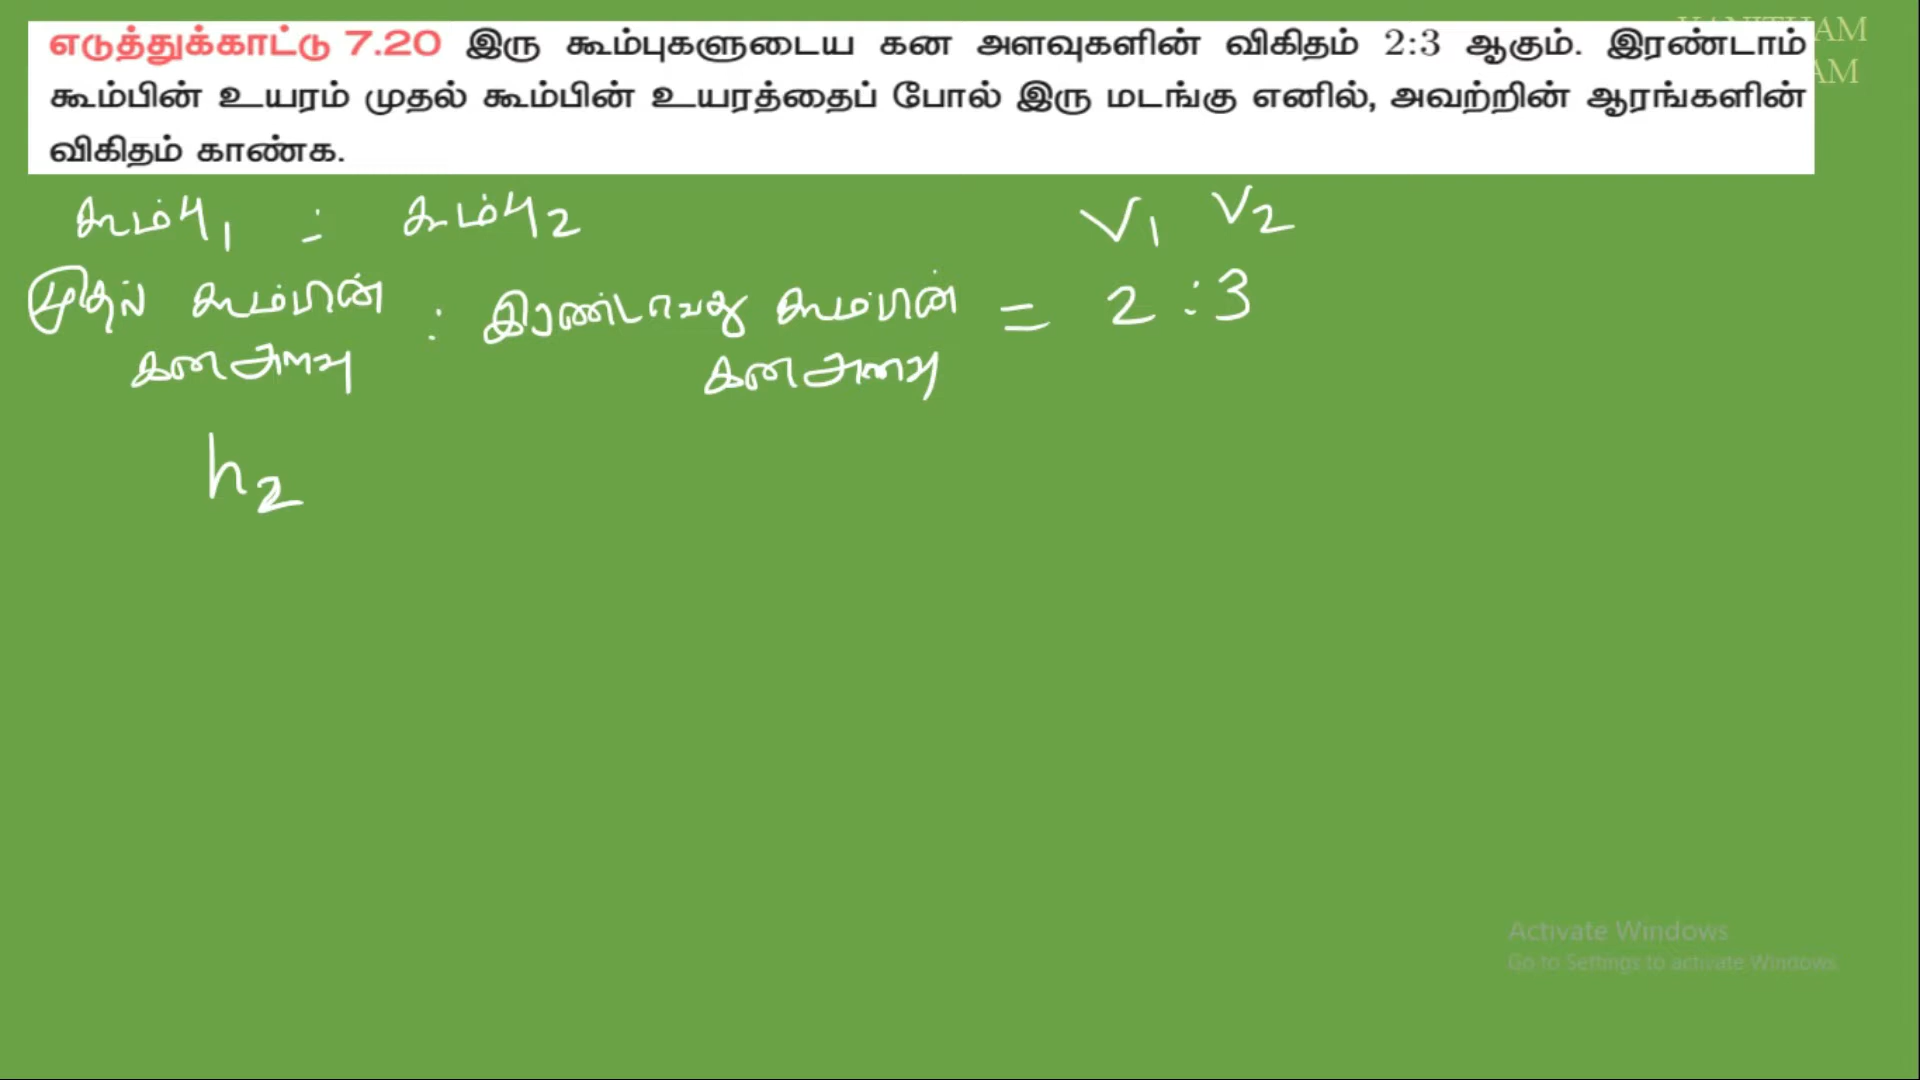 எடுத்துக்காட்டு 7.20 இரு கூம்புகளுடைய கன அளவுகளின் விகிதம் 2:3 ஆகும். இரண்டாம்
கூம்பின் உயரம் முதல் கூம்பின் உயரத்தைப் போல் இரு மடங்கு எனில், அவற்றின் ஆரங்களின்
விகிதம் காண்க.
கூம்பு1 : கூம்பு2 V1 V2
முதல் கூம்பின் : இரண்டாவது கூம்பின் = 2 : 3
கனஅளவு கனஅளவு
h2
Activate Windows
Go to Settings to activate Windows.